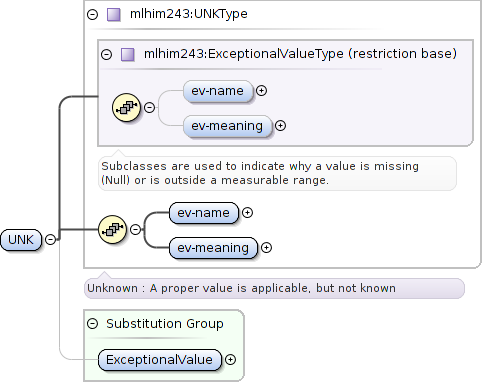 mlhim243:UNKType
mlhim243:ExceptionalValueType (restriction base)
ev-name
ev-meaning
Subclasses are used to indicate why a value is missing
(Null) or is outside a measurable range.
ev-name
ev-meaning
UNK
Unknown : A proper value is applicable, but not known
Substitution Group
ExceptionalValue